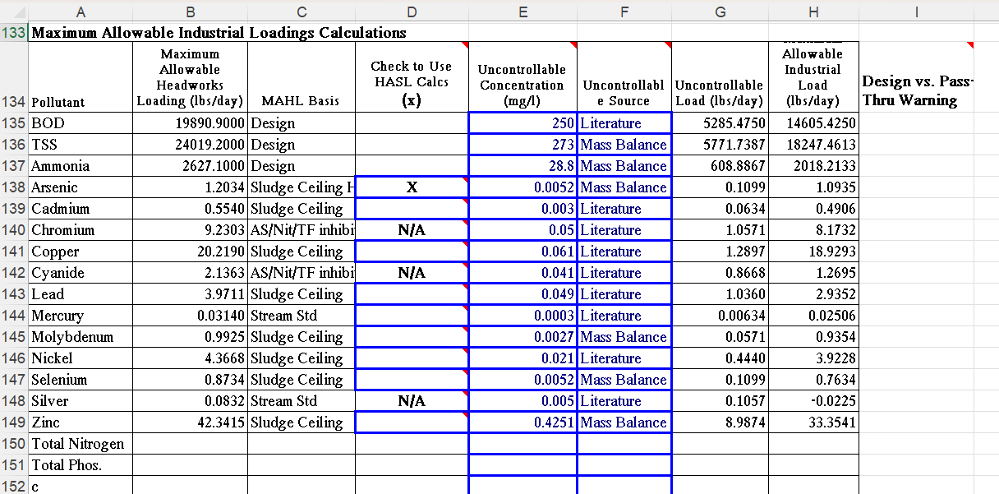 A B C D E F G H I
133 Maximum Allowable Industrial Loadings Calculations
134 Pollutant Maximum Allowable Headworks Loading (lbs/day) MAHL Basis Check to Use HASL Calcs (x) Uncontrollable Concentration (mg/l) Uncontrollabl e Source Uncontrollable Load (lbs/day) Allowable Industrial Load (lbs/day) Design vs. Pass- Thru Warning
135 BOD 19890.9000 Design 250 Literature 5285.4750 14605.4250
136 TSS 24019.2000 Design 273 Mass Balance 5771.7387 18247.4613
137 Ammonia 2627.1000 Design 28.8 Mass Balance 608.8867 2018.2133
138 Arsenic 1.2034 Sludge Ceiling H X 0.0052 Mass Balance 0.1099 1.0935
139 Cadmium 0.5540 Sludge Ceiling 0.003 Literature 0.0634 0.4906
140 Chromium 9.2303 AS/Nit/TF inhibi N/A 0.05 Literature 1.0571 8.1732
141 Copper 20.2190 Sludge Ceiling 0.061 Literature 1.2897 18.9293
142 Cyanide 2.1363 AS/Nit/TF inhibi N/A 0.041 Literature 0.8668 1.2695
143 Lead 3.9711 Sludge Ceiling 0.049 Literature 1.0360 2.9352
144 Mercury 0.03140 Stream Std 0.0003 Literature 0.00634 0.02506
145 Molybdenum 0.9925 Sludge Ceiling 0.0027 Mass Balance 0.0571 0.9354
146 Nickel 4.3668 Sludge Ceiling 0.021 Literature 0.4440 3.9228
147 Selenium 0.8734 Sludge Ceiling 0.0052 Mass Balance 0.1099 0.7634
148 Silver 0.0832 Stream Std N/A 0.005 Literature 0.1057 -0.0225
149 Zinc 42.3415 Sludge Ceiling 0.4251 Mass Balance 8.9874 33.3541
150 Total Nitrogen
151 Total Phos.
152 c